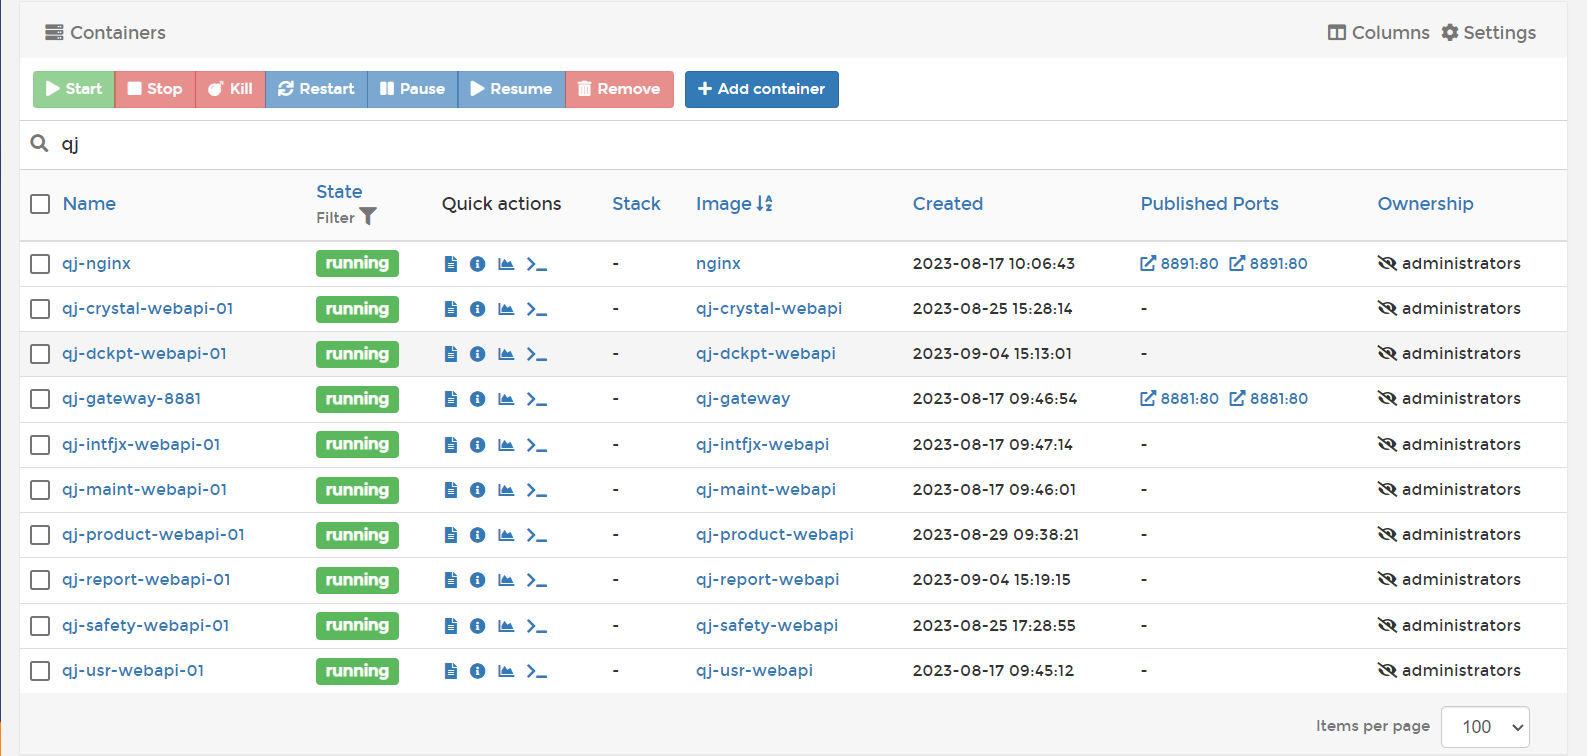 Containers Columns Settings
Start Stop Kill Restart Pause Resume Remove Add container
qj
Name State Filter Quick actions Stack Image Created Published Ports Ownership
qj-nginx running - nginx 2023-08-17 10:06:43 8891:80 8891:80 administrators
qj-crystal-webapi-01 running - qj-crystal-webapi 2023-08-25 15:28:14 - administrators
qj-dckpt-webapi-01 running - qj-dckpt-webapi 2023-09-04 15:13:01 - administrators
qj-gateway-8881 running - qj-gateway 2023-08-17 09:46:54 8881:80 8881:80 administrators
qj-intfjx-webapi-01 running - qj-intfjx-webapi 2023-08-17 09:47:14 - administrators
qj-maint-webapi-01 running - qj-maint-webapi 2023-08-17 09:46:01 - administrators
qj-product-webapi-01 running - qj-product-webapi 2023-08-29 09:38:21 - administrators
qj-report-webapi-01 running - qj-report-webapi 2023-09-04 15:19:15 - administrators
qj-safety-webapi-01 running - qj-safety-webapi 2023-08-25 17:28:55 - administrators
qj-usr-webapi-01 running - qj-usr-webapi 2023-08-17 09:45:12 - administrators
Items per page 100